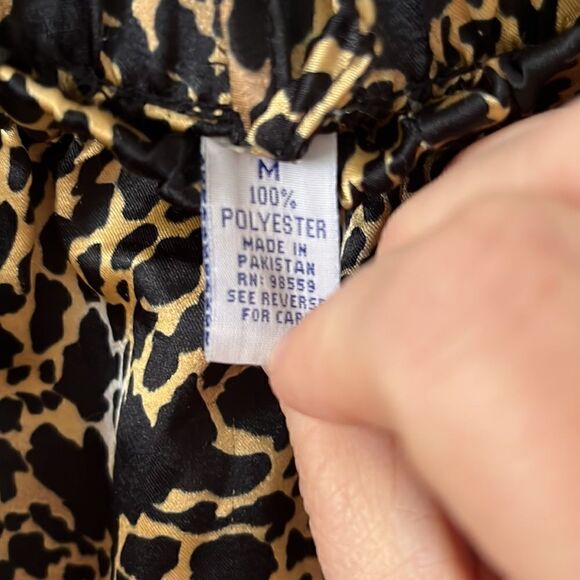 M
100%
POLYESTER
MADE IN
PAKISTAN
RN: 98559
SEE REVERSE
FOR CARE